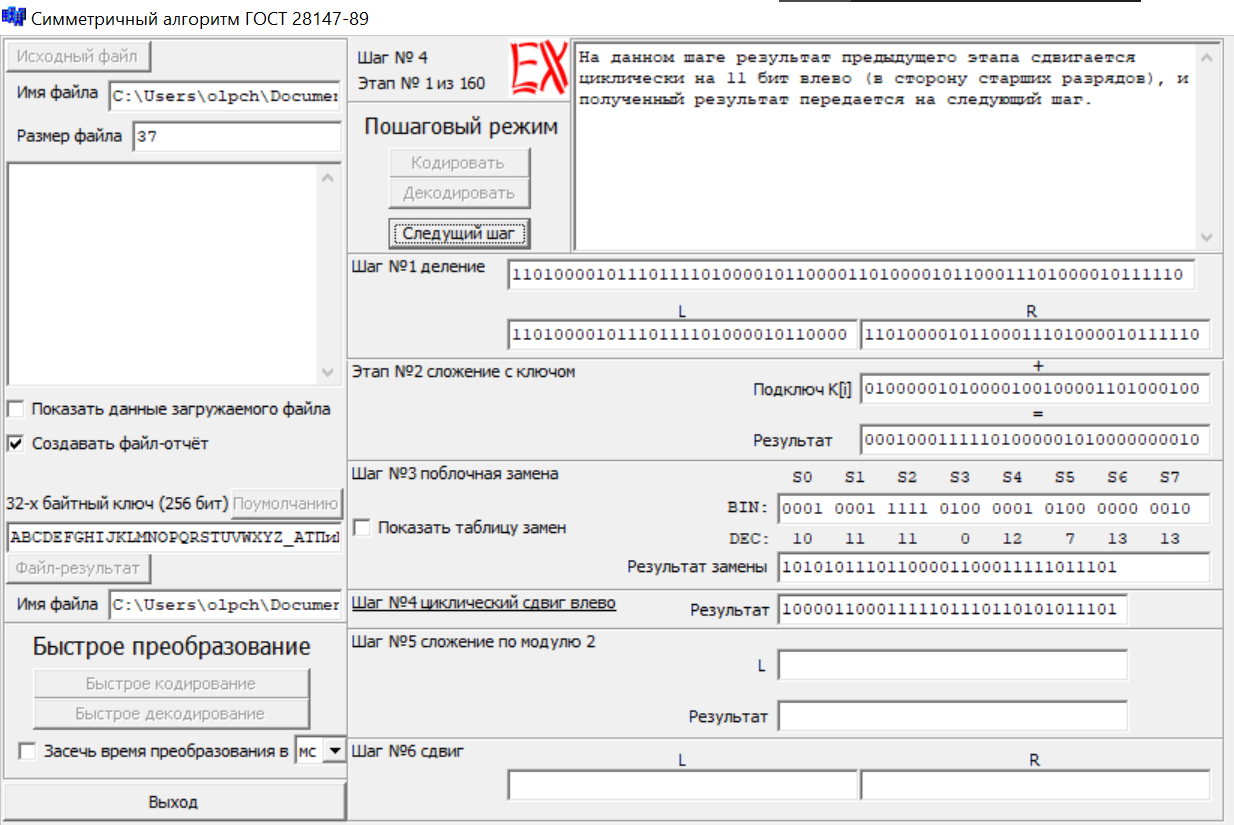 Симметричный алгоритм ГОСТ 28147-89
Исходный файл
Имя файла C:\Users\olpch\Documer
Размер файла 37
Показать данные загружаемого файла
Создавать файл-отчёт
32-х байтный ключ (256 бит) Поумолчанию
ABCDEFGHIJKLMNOPQRSTUVWXYZ_АТПи
Файл-результат
Имя файла C:\Users\olpch\Documer
Быстрое преобразование
Быстрое кодирование
Быстрое декодирование
Засечь время преобразования в мс
Выход
Шаг № 4
Этап № 1 из 160
EX
Пошаговый режим
Кодировать
Декодировать
Следущий шаг
На данном шаге результат предыдущего этапа сдвигается
циклически на 11 бит влево (в сторону старших разрядов), и
полученный результат передается на следующий шаг.
Шаг №1 деление 1101000010111011110100001011000011010000101100011101000010111110
L R
11010000101110111101000010110000 11010000101100011101000010111110
Этап №2 сложение с ключом +
Подключ K[i] 01000001010000100100001101000100
=
Результат 00010001111101000001010000000010
Шаг №3 поблочная замена S0 S1 S2 S3 S4 S5 S6 S7
BIN: 0001 0001 1111 0100 0001 0100 0000 0010
Показать таблицу замен
DEC: 10 11 11 0 12 7 13 13
Результат замены 10101011101100001100011111011101
Шаг №4 циклический сдвиг влево Результат 10000110001111101110110101011101
Шаг №5 сложение по модулю 2
L
Результат
Шаг №6 сдвиг L R